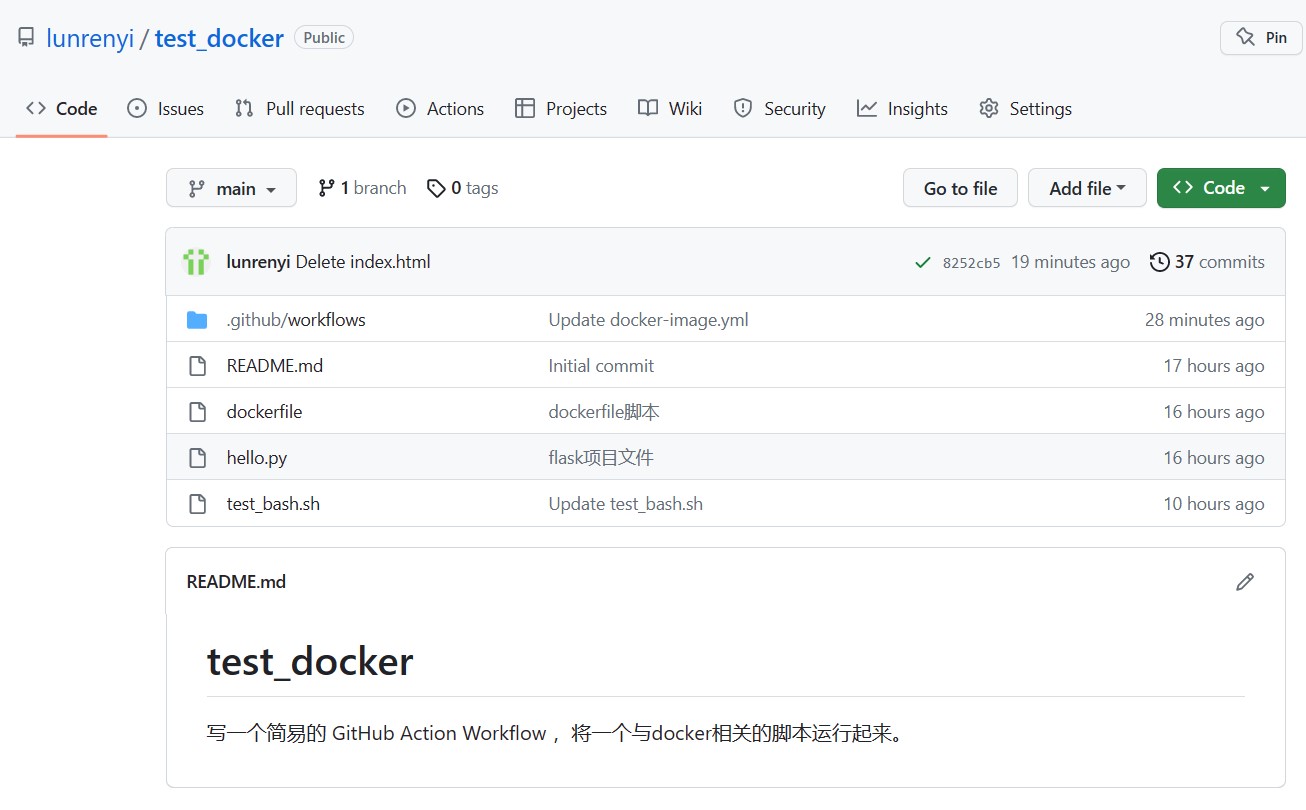 lunrenyi / test_docker Public Pin
Code Issues Pull requests Actions Projects Wiki Security Insights Settings
main 1 branch 0 tags Go to file Add file Code
lunrenyi Delete index.html 8252cb5 19 minutes ago 37 commits
.github/workflows Update docker-image.yml 28 minutes ago
README.md Initial commit 17 hours ago
dockerfile dockerfile脚本 16 hours ago
hello.py flask项目文件 16 hours ago
test_bash.sh Update test_bash.sh 10 hours ago
README.md
test_docker
写一个简易的 GitHub Action Workflow ，将一个与docker相关的脚本运行起来。